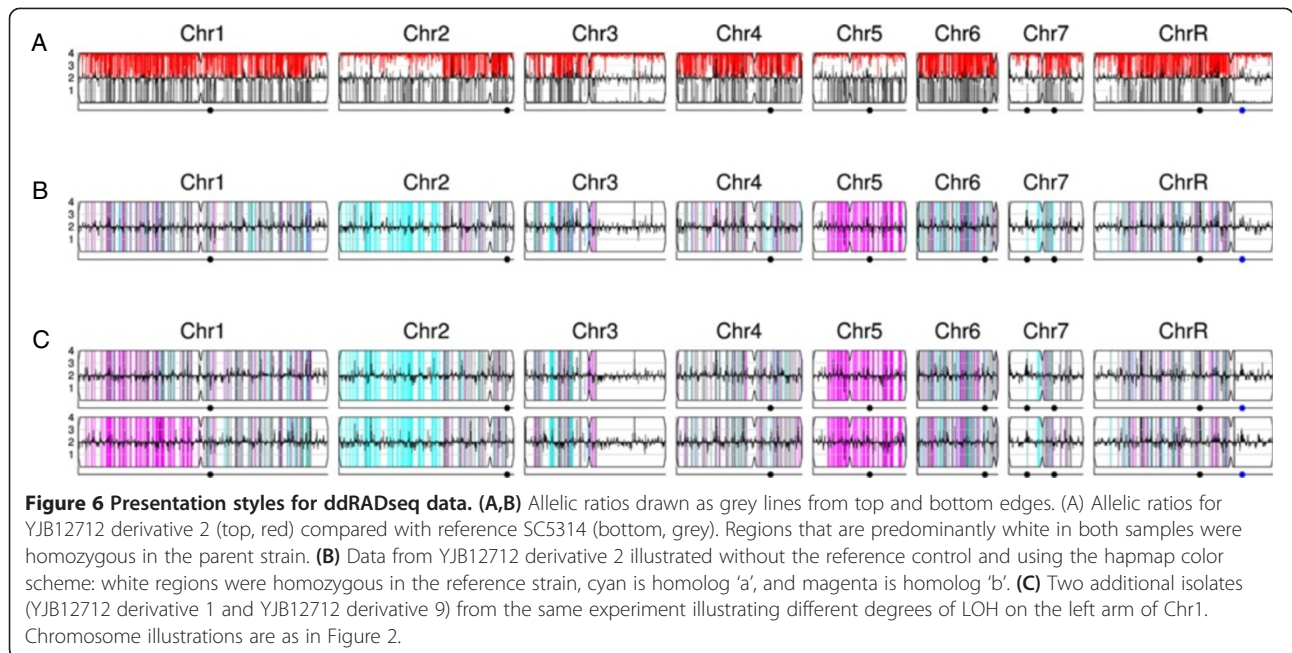 A
Chr1 Chr2 Chr3 Chr4 Chr5 Chr6 Chr7 ChrR
4
3
2
1
B
Chr1 Chr2 Chr3 Chr4 Chr5 Chr6 Chr7 ChrR
4
3
2
1
C
Chr1 Chr2 Chr3 Chr4 Chr5 Chr6 Chr7 ChrR
4
3
2
1
4
3
2
1
Figure 6 Presentation styles for ddRADseq data. (A,B) Allelic ratios drawn as grey lines from top and bottom edges. (A) Allelic ratios for
YJB12712 derivative 2 (top, red) compared with reference SC5314 (bottom, grey). Regions that are predominantly white in both samples were
homozygous in the parent strain. (B) Data from YJB12712 derivative 2 illustrated without the reference control and using the hapmap color
scheme: white regions were homozygous in the reference strain, cyan is homolog ‘a’, and magenta is homolog ‘b’. (C) Two additional isolates
(YJB12712 derivative 1 and YJB12712 derivative 9) from the same experiment illustrating different degrees of LOH on the left arm of Chr1.
Chromosome illustrations are as in Figure 2.